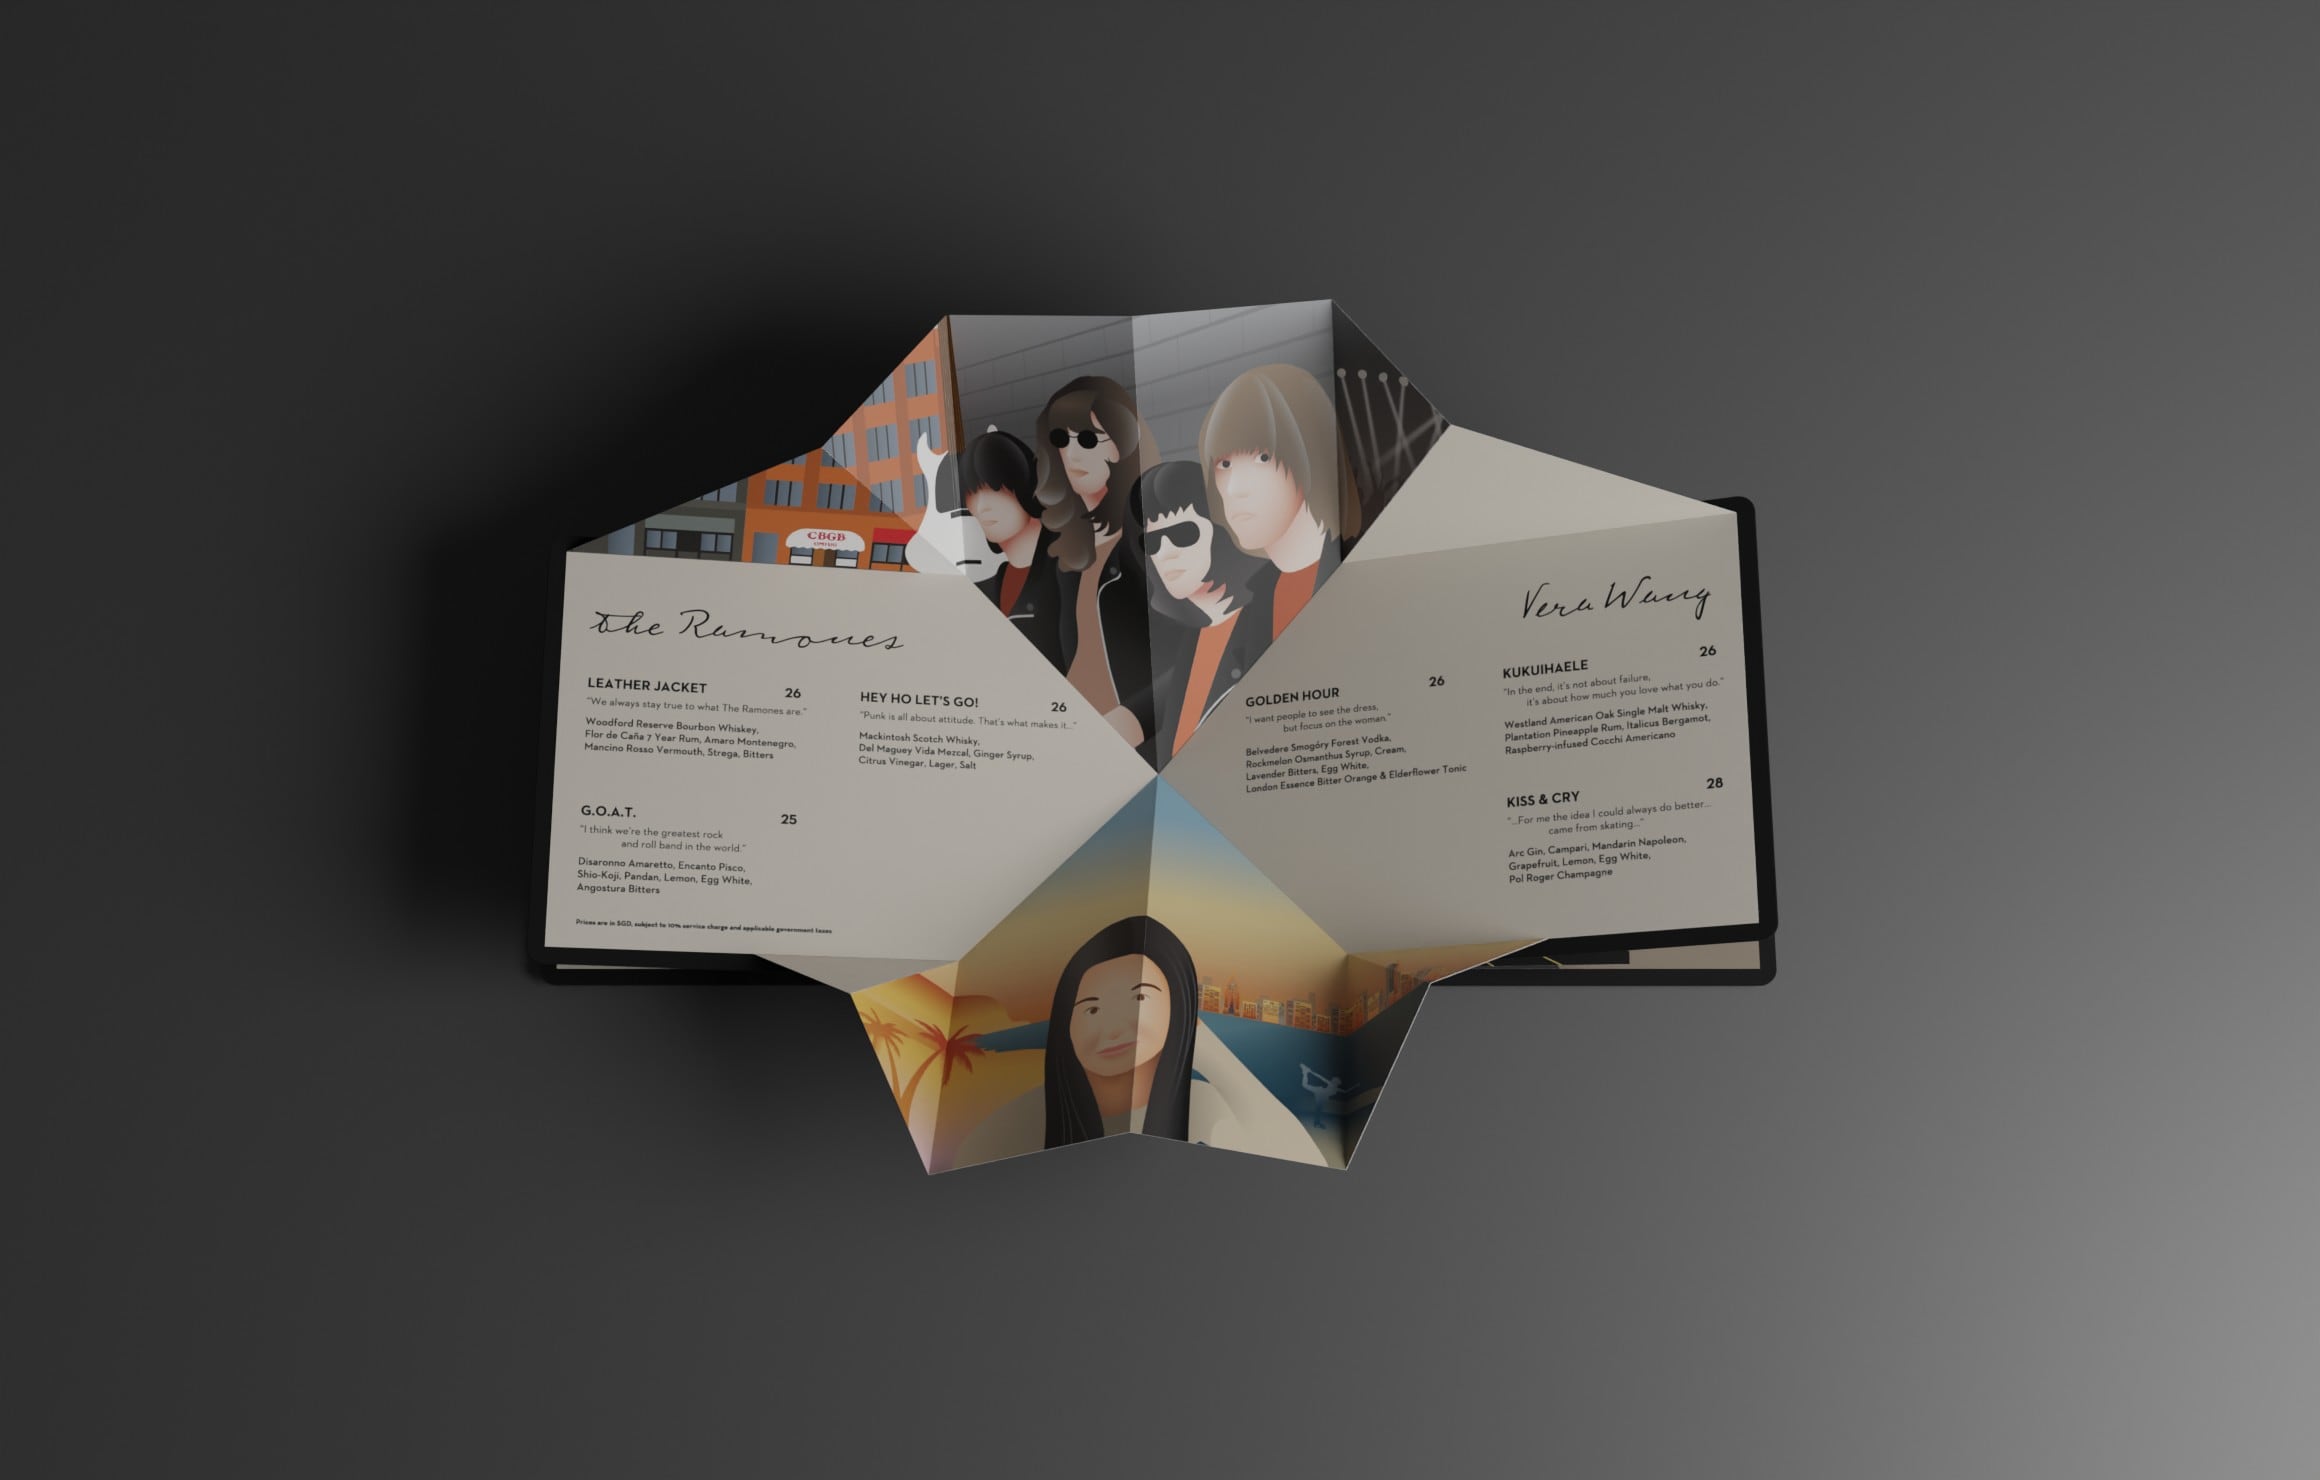 CBGB
The Ramones
LEATHER JACKET 26
"We always stay true to what The Ramones are."
Woodford Reserve Bourbon Whiskey,
Flor de Caña 7 Year Rum, Amaro Montenegro,
Mancino Rosso Vermouth, Strega, Bitters
G.O.A.T. 25
"I think we're the greatest rock
and roll band in the world."
Disaronno Amaretto, Encanto Pisco,
Shio-Koji, Pandan, Lemon, Egg White,
Angostura Bitters
Prices are in SGD, subject to 10% service charge and applicable government taxes
HEY HO LET'S GO! 26
"Punk is all about attitude. That's what makes it..."
Mackintosh Scotch Whisky,
Del Maguey Vida Mezcal, Ginger Syrup,
Citrus Vinegar, Lager, Salt
Vera Wang
GOLDEN HOUR 26
"I want people to see the dress,
but focus on the woman."
Belvedere Smogóry Forest Vodka,
Rockmelon Osmanthus Syrup, Cream,
Lavender Bitters, Egg White,
London Essence Bitter Orange & Elderflower Tonic
KUKUIHAELE 26
"In the end, it's not about failure,
it's about how much you love what you do."
Westland American Oak Single Malt Whisky,
Plantation Pineapple Rum, Italicus Bergamot,
Raspberry-infused Cocchi Americano
KISS & CRY 28
"...For me the idea I could always do better...
came from skating..."
Arc Gin, Campari, Mandarin Napoleon,
Grapefruit, Lemon, Egg White,
Pol Roger Champagne